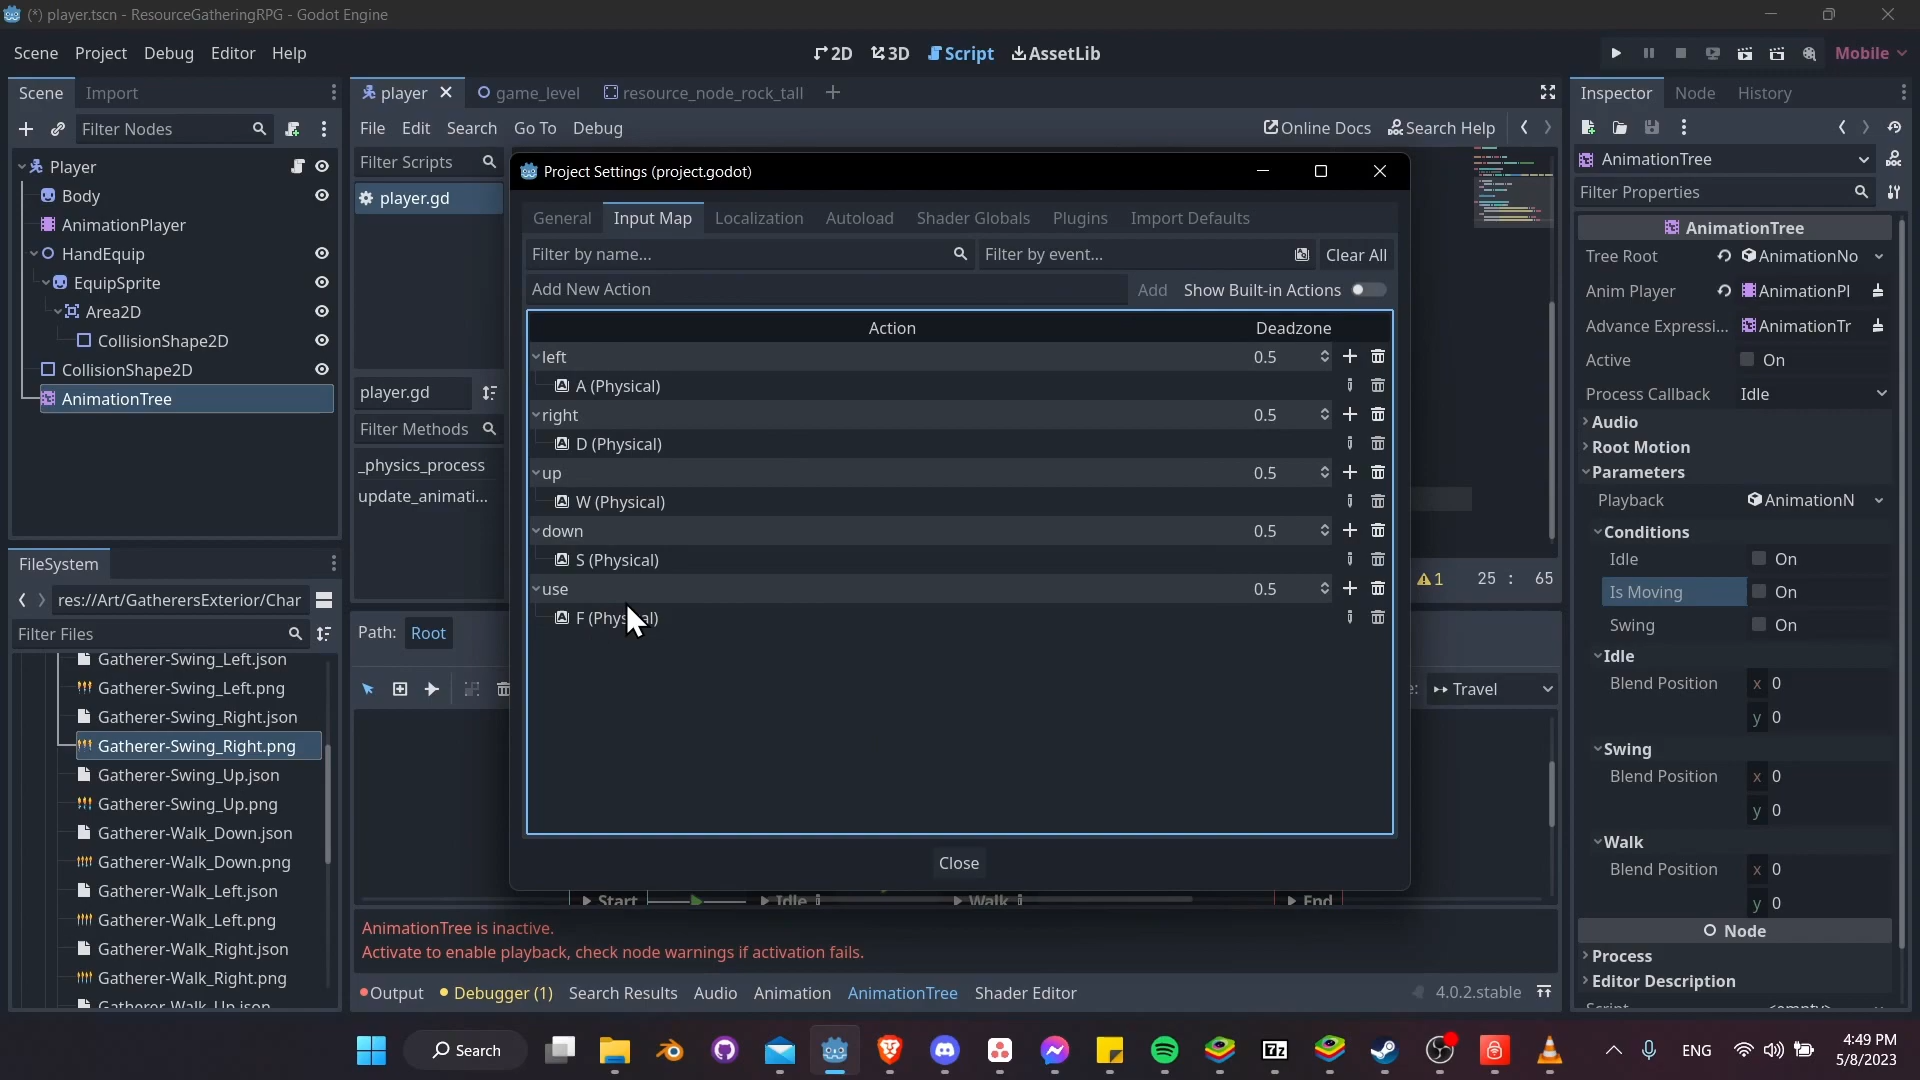 (*) player.tscn - ResourceGatheringRPG - Godot Engine
Scene Project Debug Editor Help
2D 3D Script AssetLib
Mobile
Scene Import
Filter Nodes
Player
Body
AnimationPlayer
HandEquip
EquipSprite
Area2D
CollisionShape2D
CollisionShape2D
AnimationTree
FileSystem
res://Art/GatherersExterior/Char
Filter Files
Gatherer-Swing_Left.json
Gatherer-Swing_Left.png
Gatherer-Swing_Right.json
Gatherer-Swing_Right.png
Gatherer-Swing_Up.json
Gatherer-Swing_Up.png
Gatherer-Walk_Down.json
Gatherer-Walk_Down.png
Gatherer-Walk_Left.json
Gatherer-Walk_Left.png
Gatherer-Walk_Right.json
Gatherer-Walk_Right.png
Gatherer-Walk_Up.json
player game_level resource_node_rock_tall
File Edit Search Go To Debug
Online Docs Search Help
Filter Scripts
player.gd
player.gd
Filter Methods
_physics_process
update_animati...
Path: Root
Project Settings (project.godot)
General Input Map Localization Autoload Shader Globals Plugins Import Defaults
Filter by name... Filter by event... Clear All
Add New Action Add Show Built-in Actions
Action Deadzone
left 0.5
A (Physical)
right 0.5
D (Physical)
up 0.5
W (Physical)
down 0.5
S (Physical)
use 0.5
Close
1 25 : 65
Travel
Start Idle Walk End
AnimationTree is inactive.
Activate to enable playback, check node warnings if activation fails.
Output Debugger (1) Search Results Audio Animation AnimationTree Shader Editor
4.0.2.stable
Inspector Node History
AnimationTree
Filter Properties
AnimationTree
Tree Root AnimationNo
Anim Player AnimationPl
Advance Expressi... AnimationTr
Active On
Process Callback Idle
Audio
Root Motion
Parameters
Playback AnimationN
Conditions
Idle On
Is Moving On
Swing On
Idle
Blend Position x 0
y 0
Swing
Blend Position x 0
y 0
Walk
Blend Position x 0
y 0
Node
Process
Editor Description
Search
ENG
4:49 PM
5/8/2023